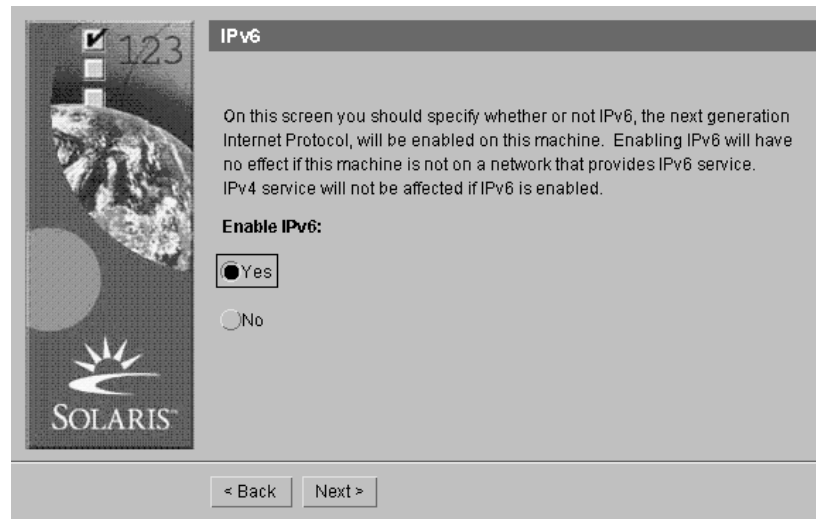 123
IPv6
On this screen you should specify whether or not IPv6, the next generation
Internet Protocol, will be enabled on this machine.  Enabling IPv6 will have
no effect if this machine is not on a network that provides IPv6 service.
IPv4 service will not be affected if IPv6 is enabled.
Enable IPv6:
Yes
No
SOLARIS™
< Back
Next >